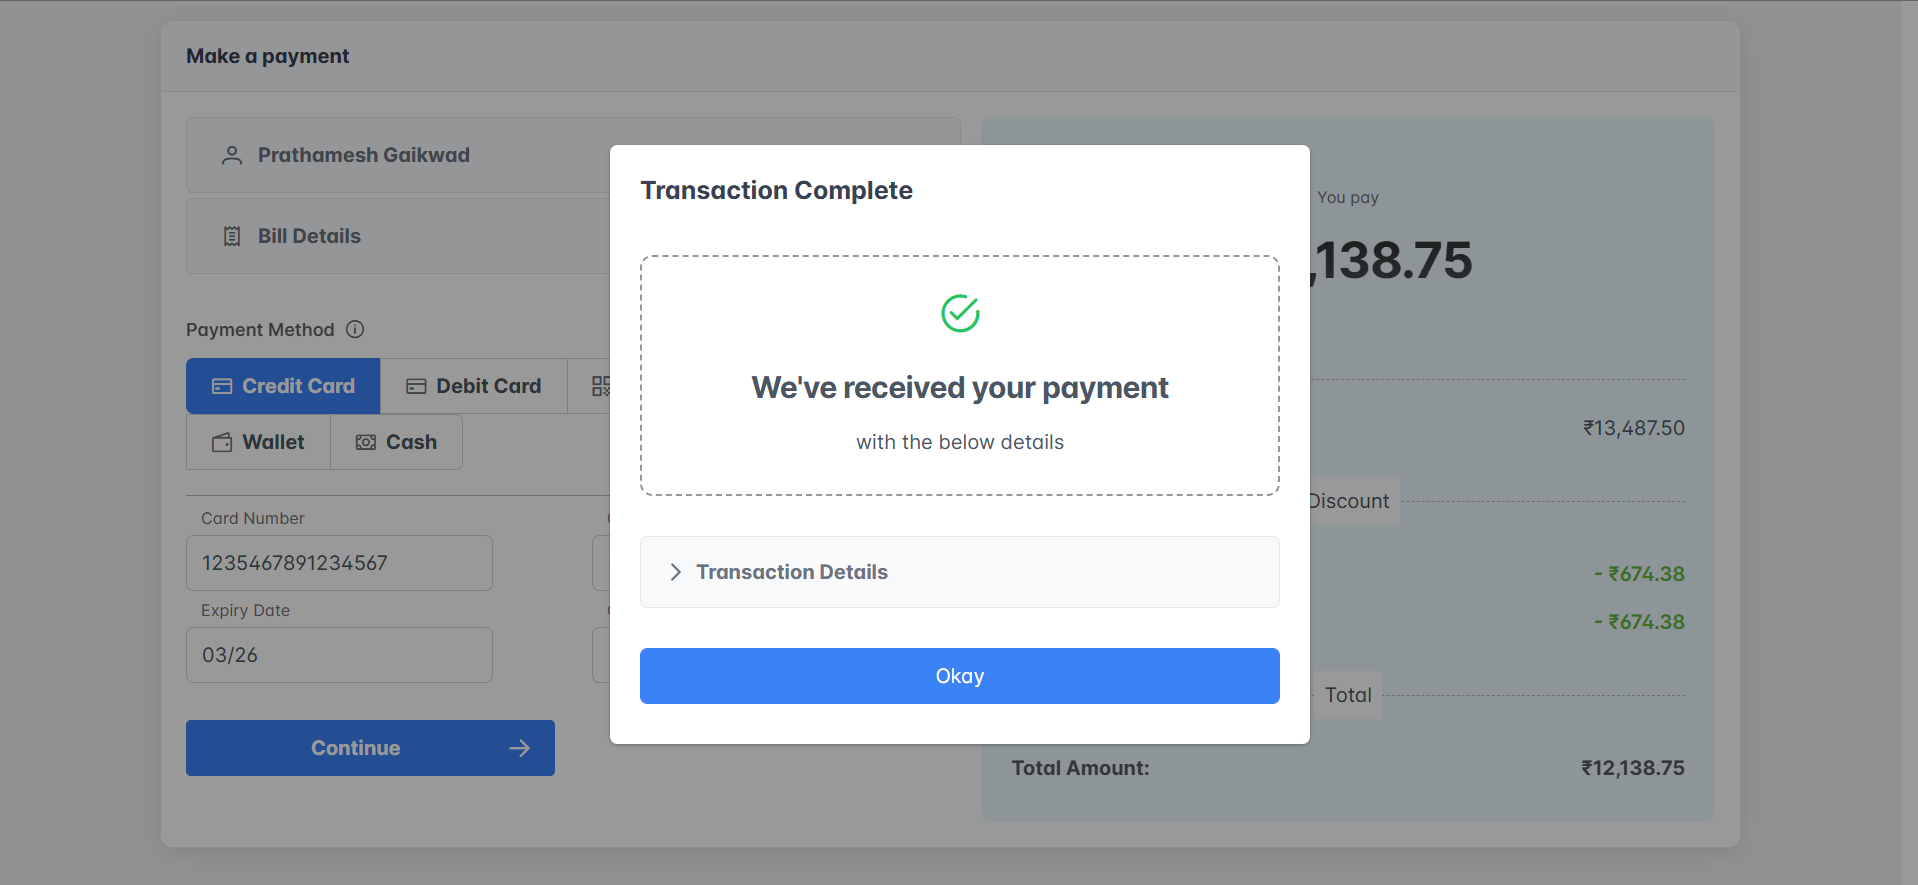 Make a payment
Prathamesh Gaikwad
Bill Details
Payment Method
Credit Card
Debit Card
Wallet
Cash
Card Number
1235467891234567
Expiry Date
03/26
Continue
Transaction Complete
We've received your payment
with the below details
Transaction Details
Okay
You pay
,138.75
₹13,487.50
Discount
- ₹674.38
- ₹674.38
Total
Total Amount: ₹12,138.75